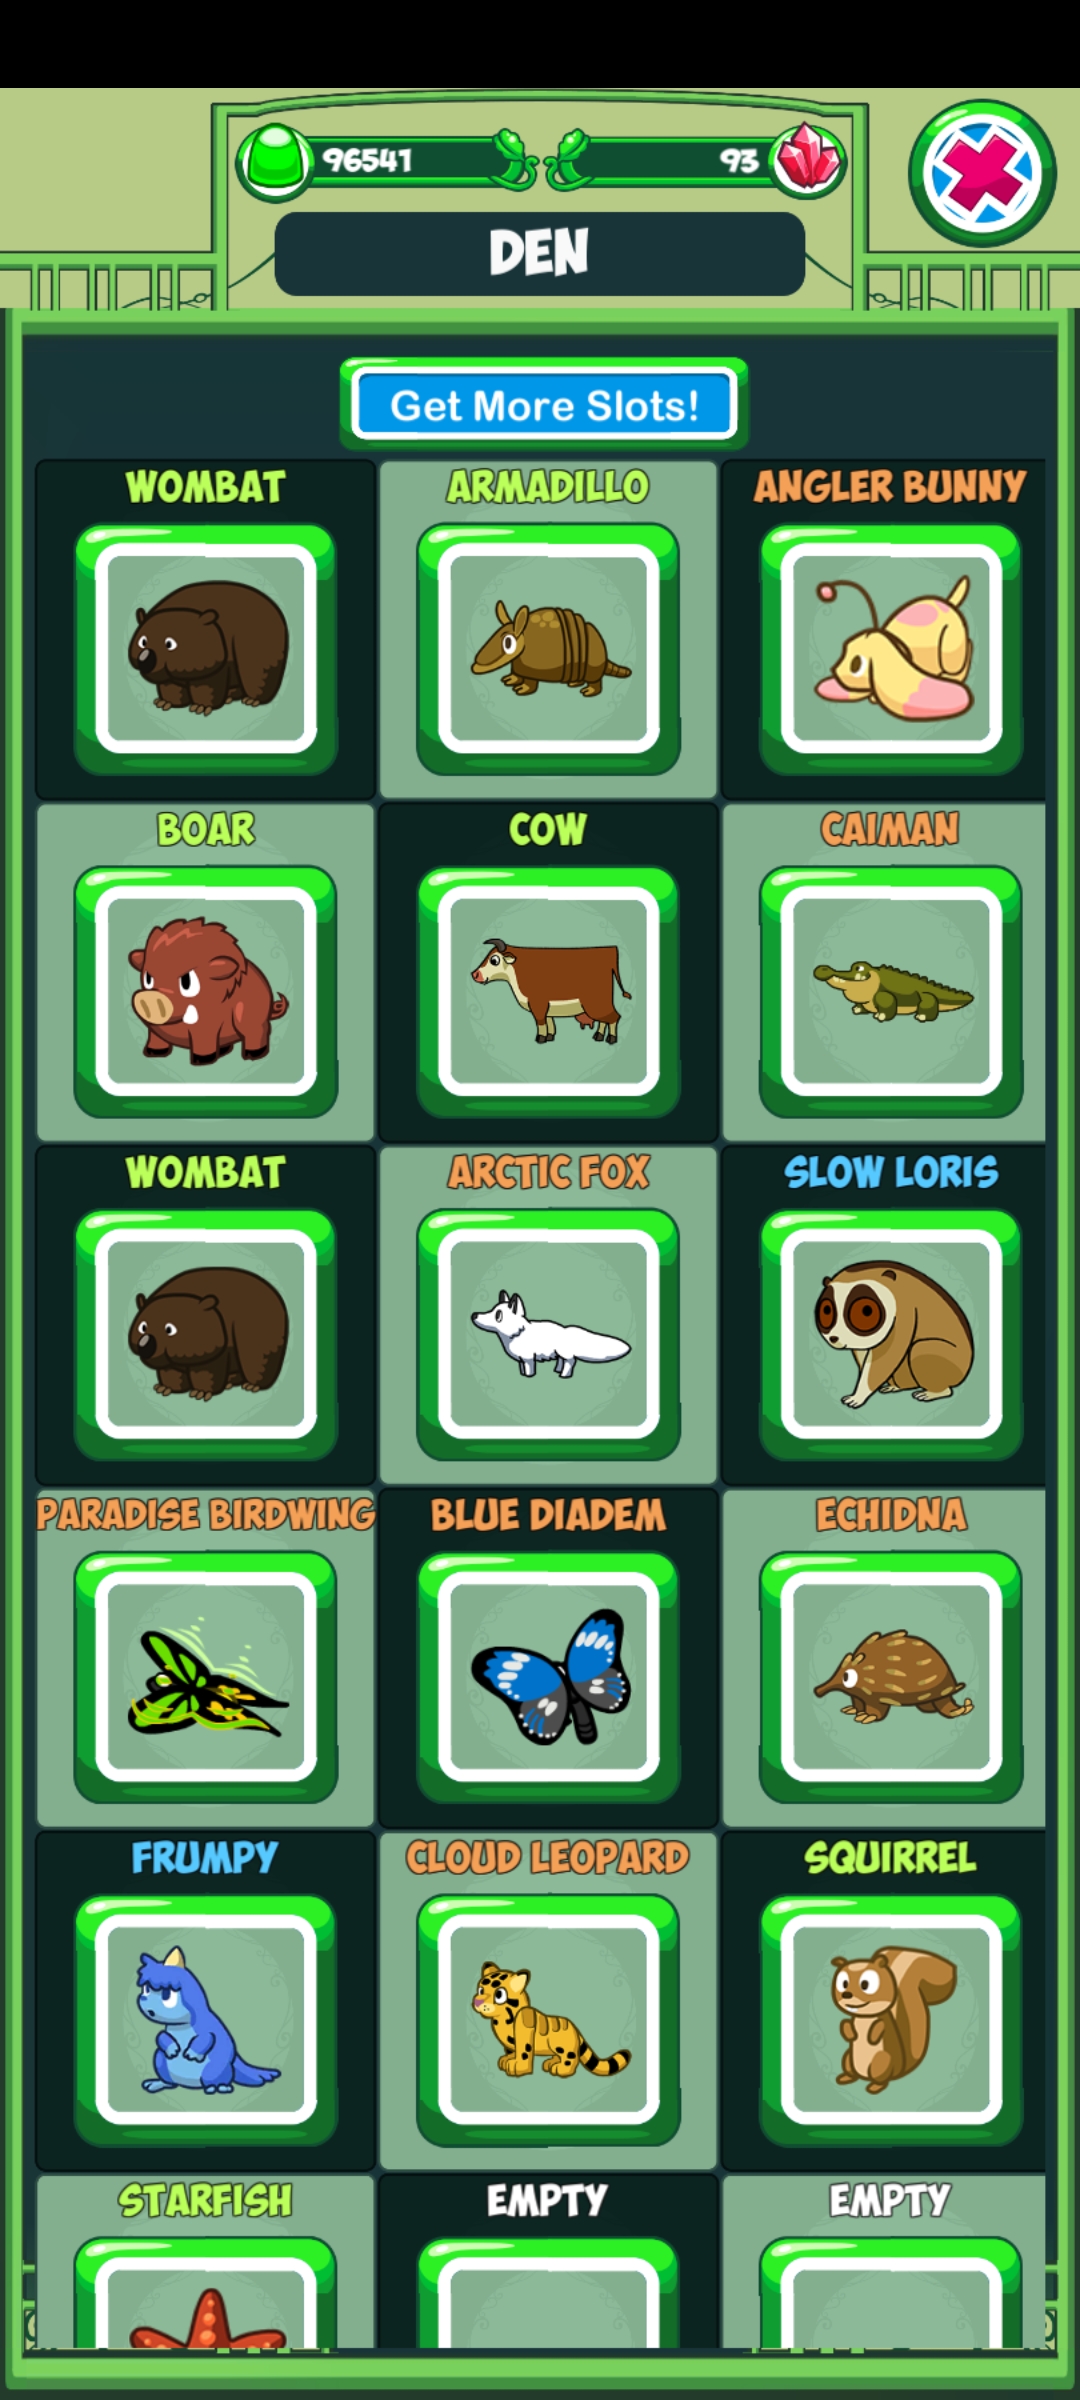 96541
93
DEN
Get More Slots!
WOMBAT
ARMADILLO
ANGLER BUNNY
BOAR
COW
CAIMAN
WOMBAT
ARCTIC FOX
SLOW LORIS
PARADISE BIRDWING
BLUE DIADEM
ECHIDNA
FRUMPY
CLOUD LEOPARD
SQUIRREL
STARFISH
EMPTY
EMPTY